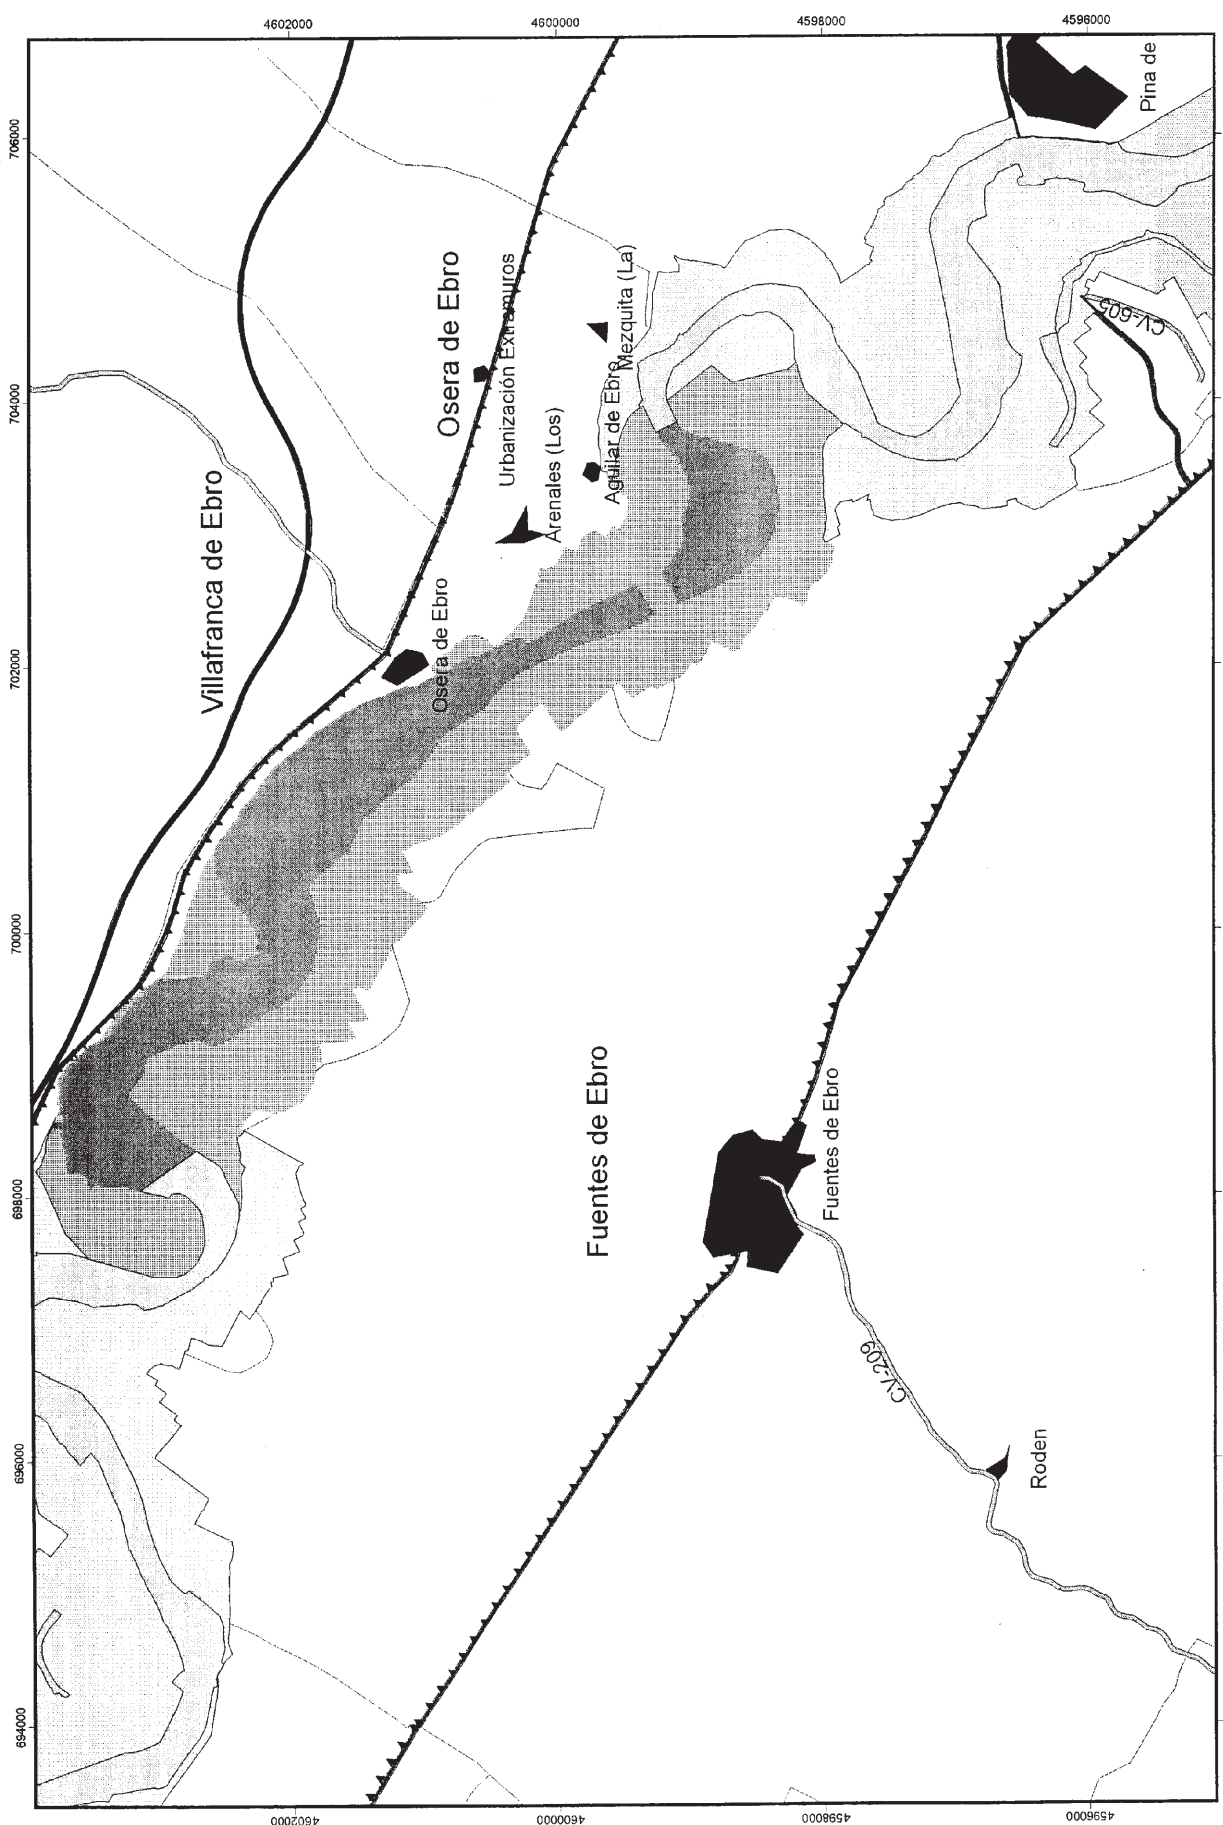 4602000
4600000
4598000
4596000
706000
704000
702000
700000
698000
696000
694000
Pina de
Osera de Ebro
Urbanización Extramuros
Mezquita (La)
CV-605
Villafranca de Ebro
Arenales (Los)
Aguilar de Ebro
Osera de Ebro
Fuentes de Ebro
Fuentes de Ebro
CV-209
Roden
4602000
4600000
4598000
4596000